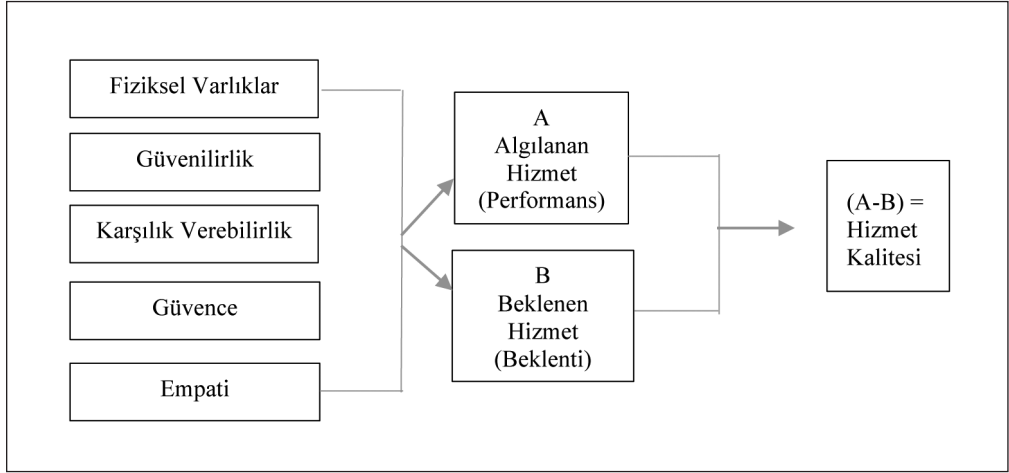 Fiziksel Varlıklar
Güvenilirlik
Karşılık Verebilirlik
Güvence
Empati
A
Algılanan
Hizmet
(Performans)
B
Beklenen
Hizmet
(Beklenti)
(A-B) =
Hizmet
Kalitesi